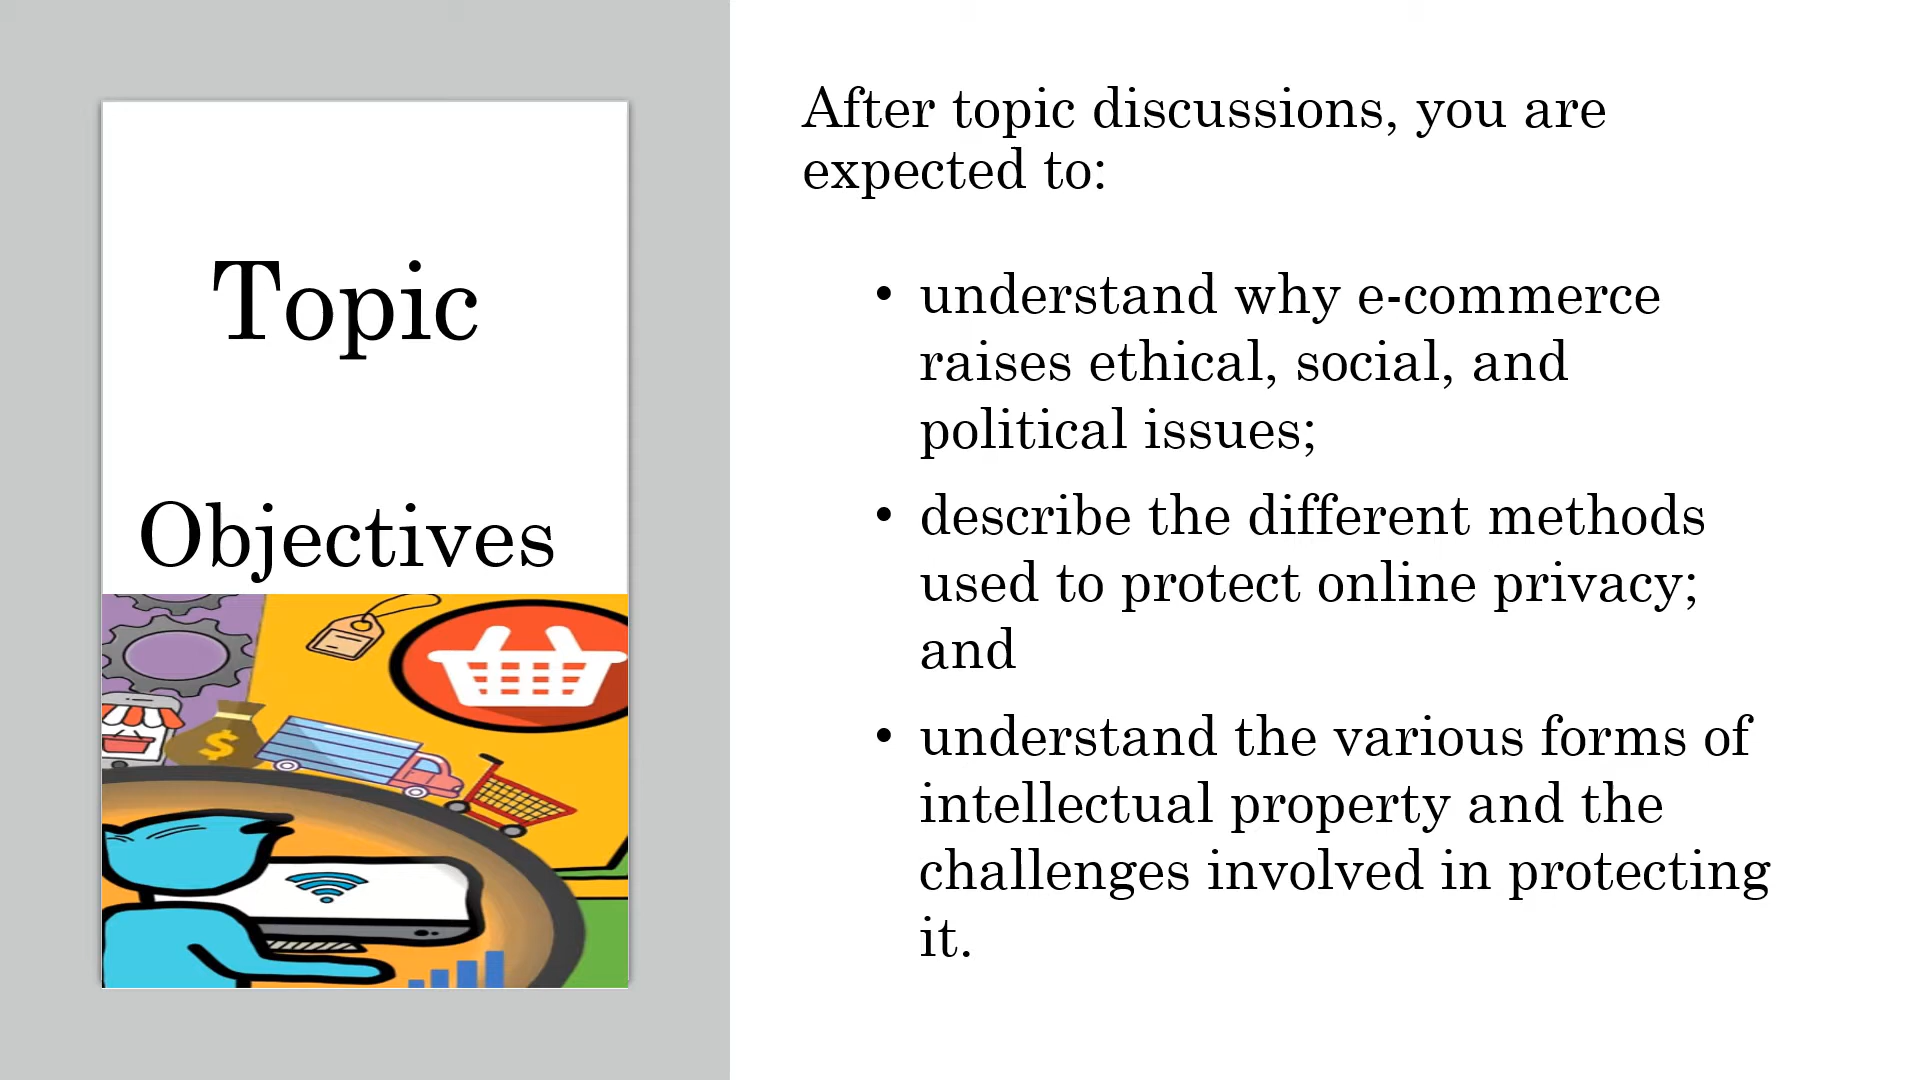 Topic
Objectives
After topic discussions, you are
expected to:
• understand why e-commerce
raises ethical, social, and
political issues;
• describe the different methods
used to protect online privacy;
and
• understand the various forms of
intellectual property and the
challenges involved in protecting
it.
$